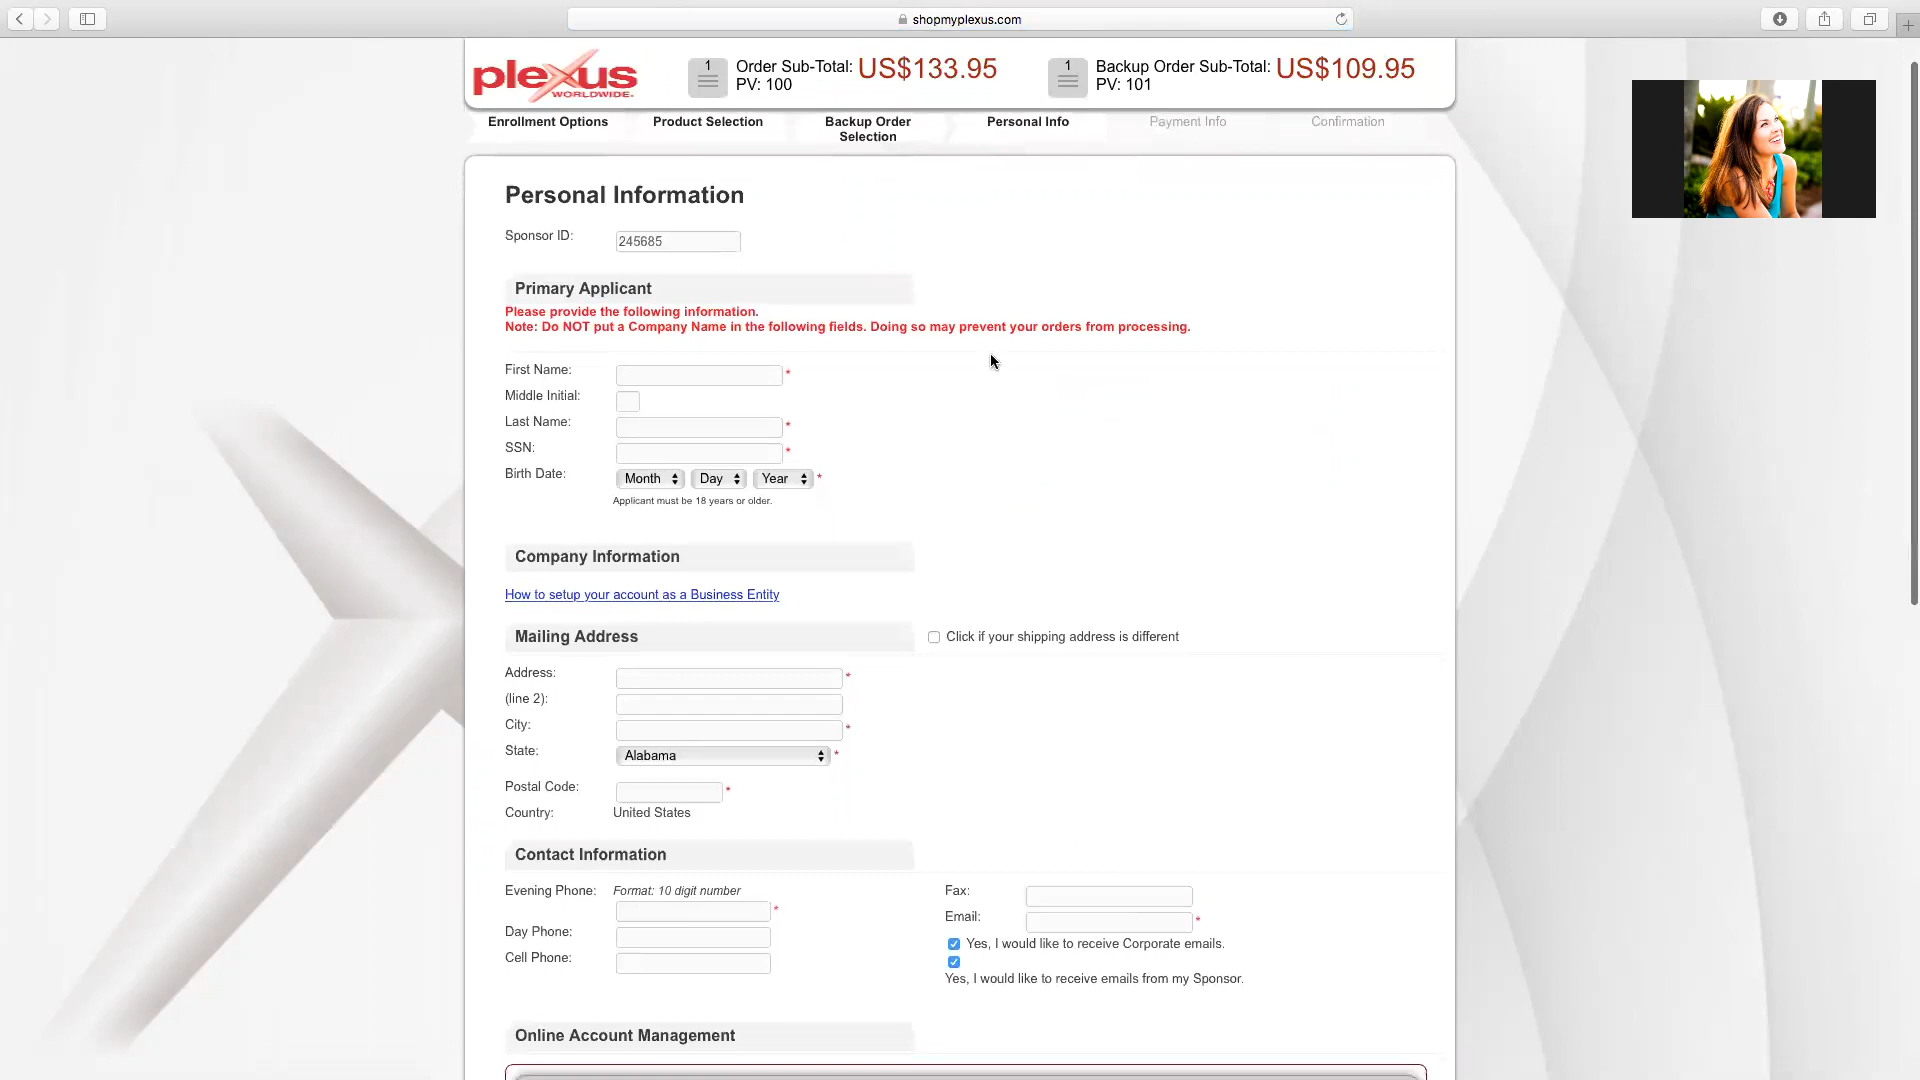 shopmyplexus.com
plexus
WORLDWIDE
1
Order Sub-Total: US$133.95
PV: 100
1
Backup Order Sub-Total: US$109.95
PV: 101
Enrollment Options
Product Selection
Backup Order
Selection
Personal Info
Payment Info
Confirmation
Personal Information
Sponsor ID: 245685
Primary Applicant
Please provide the following information.
Note: Do NOT put a Company Name in the following fields. Doing so may prevent your orders from processing.
First Name: *
Middle Initial:
Last Name: *
SSN: *
Birth Date: Month Day Year *
Applicant must be 18 years or older.
Company Information
How to setup your account as a Business Entity
Mailing Address
Click if your shipping address is different
Address: *
(line 2):
City: *
State: Alabama *
Postal Code: *
Country: United States
Contact Information
Evening Phone: Format: 10 digit number
*
Day Phone:
Cell Phone:
Fax:
Email: *
Yes, I would like to receive Corporate emails.
Yes, I would like to receive emails from my Sponsor.
Online Account Management